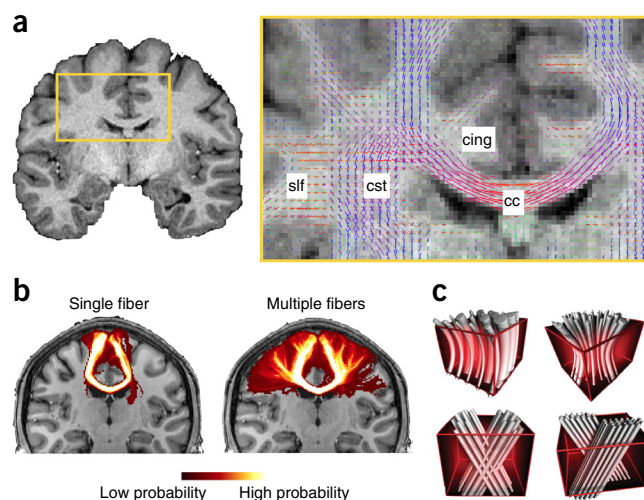 a
cing
slf
cst
cc
b
Single fiber
Multiple fibers
c
Low probability
High probability